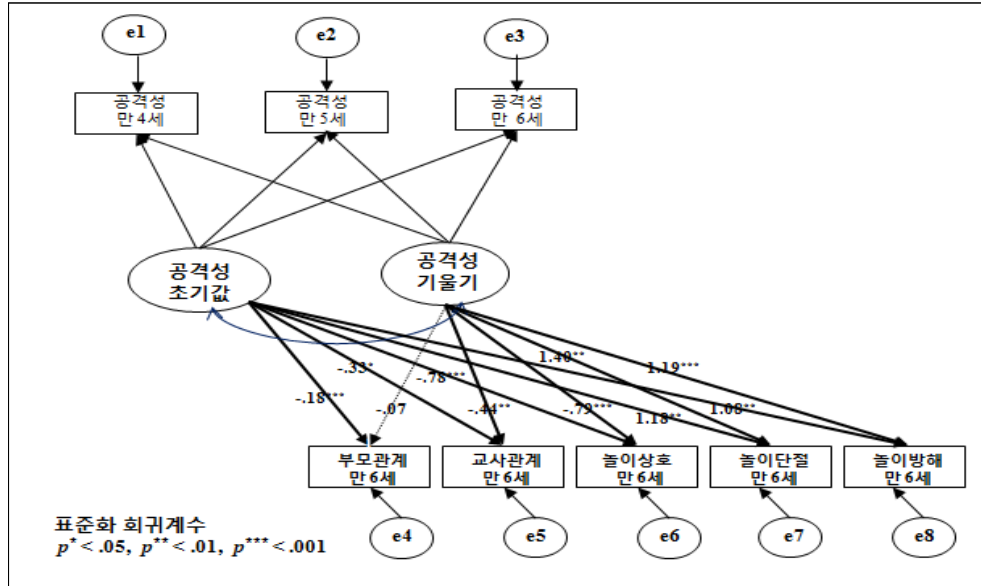 e1
e2
e3
공격성
만 4세
공격성
만 5세
공격성
만 6세
공격성
초기값
공격성
기울기
-.33*
-.78***
1.40**
1.19***
-.18***
-.07
-.44**
-.79***
1.18**
1.08**
부모관계
만 6세
교사관계
만 6세
놀이상호
만 6세
놀이단절
만 6세
놀이방해
만 6세
e4
e5
e6
e7
e8
표준화 회귀계수
p* < .05, p** < .01, p*** < .001